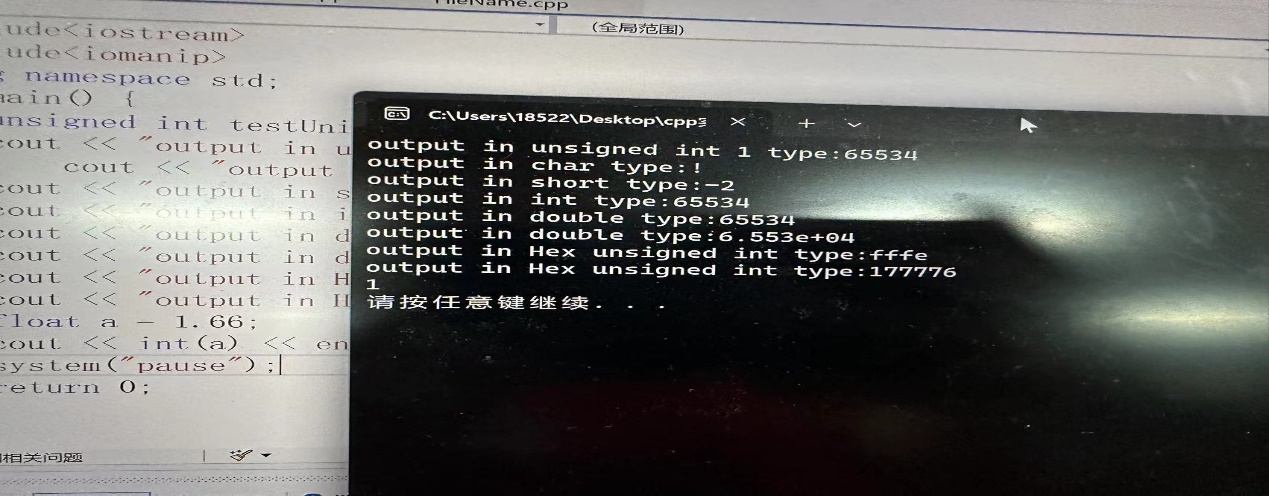 FileName.cpp
(全局范围)
ude<iostream>
ude<iomanip>
g namespace std;
main() {
unsigned int testUni
cout << "output in u
cout << "output
cout << "output in s
cout << "output in i
cout << "output in d
cout << "output in d
cout << "output in H
cout << "output in H
float a = 1.66;
cout << int(a) << en
system("pause");
return 0;
相关问题
C:\Users\18522\Desktop\cpp
output in unsigned int 1 type:65534
output in char type:!
output in short type:-2
output in int type:65534
output in double type:65534
output in double type:6.553e+04
output in Hex unsigned int type:fffe
output in Hex unsigned int type:177776
1
请按任意键继续. . .